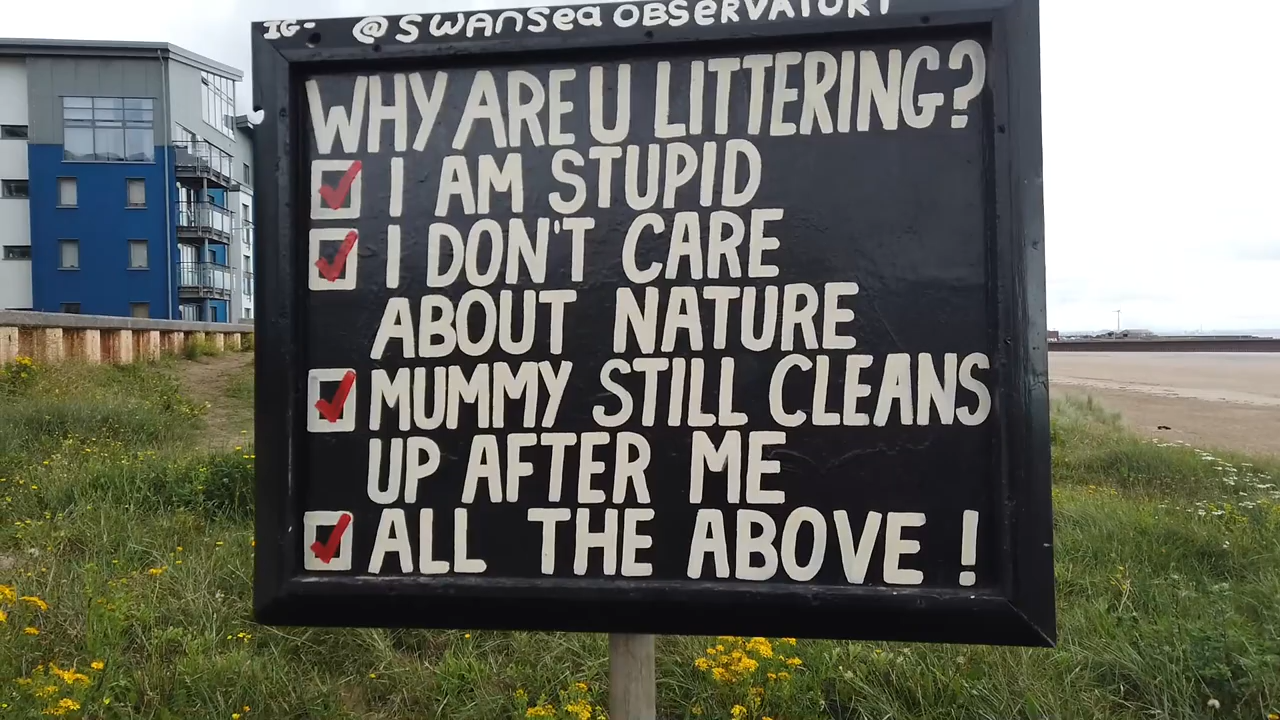 IG- @SWANSea OBSeRVATORY
WHY ARE U LITTERING?
I AM STUPID
I DON'T CARE
ABOUT NATURE
MUMMY STILL CLEANS
UP AFTER ME
ALL THE ABOVE !